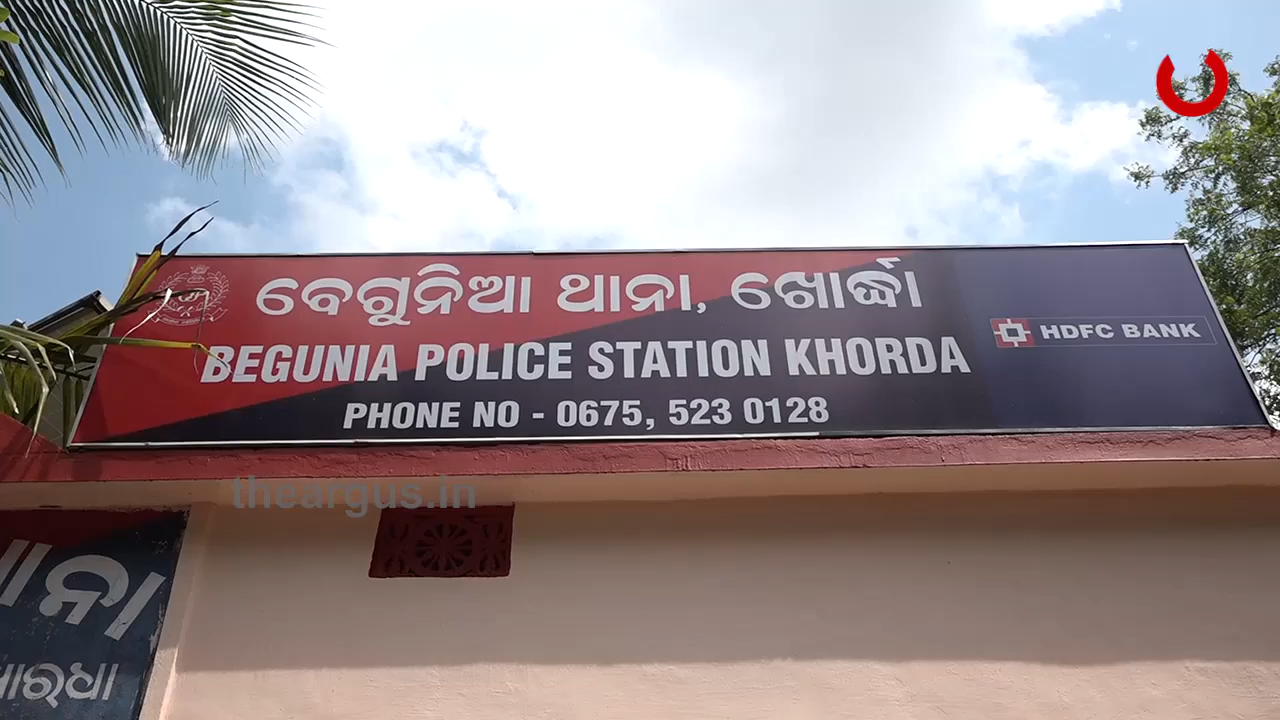 ବେଗୁନିଆ ଥାନା, ଖୋର୍ଦ୍ଧା
BEGUNIA POLICE STATION KHORDA
HDFC BANK
PHONE NO - 0675, 523 0128
theargus.in